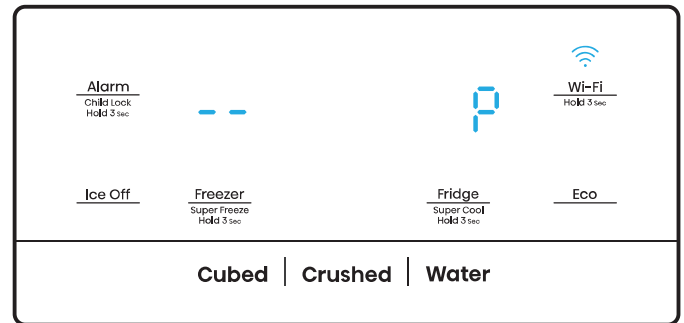 Alarm
Child Lock
Hold 3 Sec
-- P
Wi-Fi
Hold 3 Sec
Ice Off
Freezer
Super Freeze
Hold 3 Sec
Fridge
Super Cool
Hold 3 Sec
Eco
Cubed | Crushed | Water